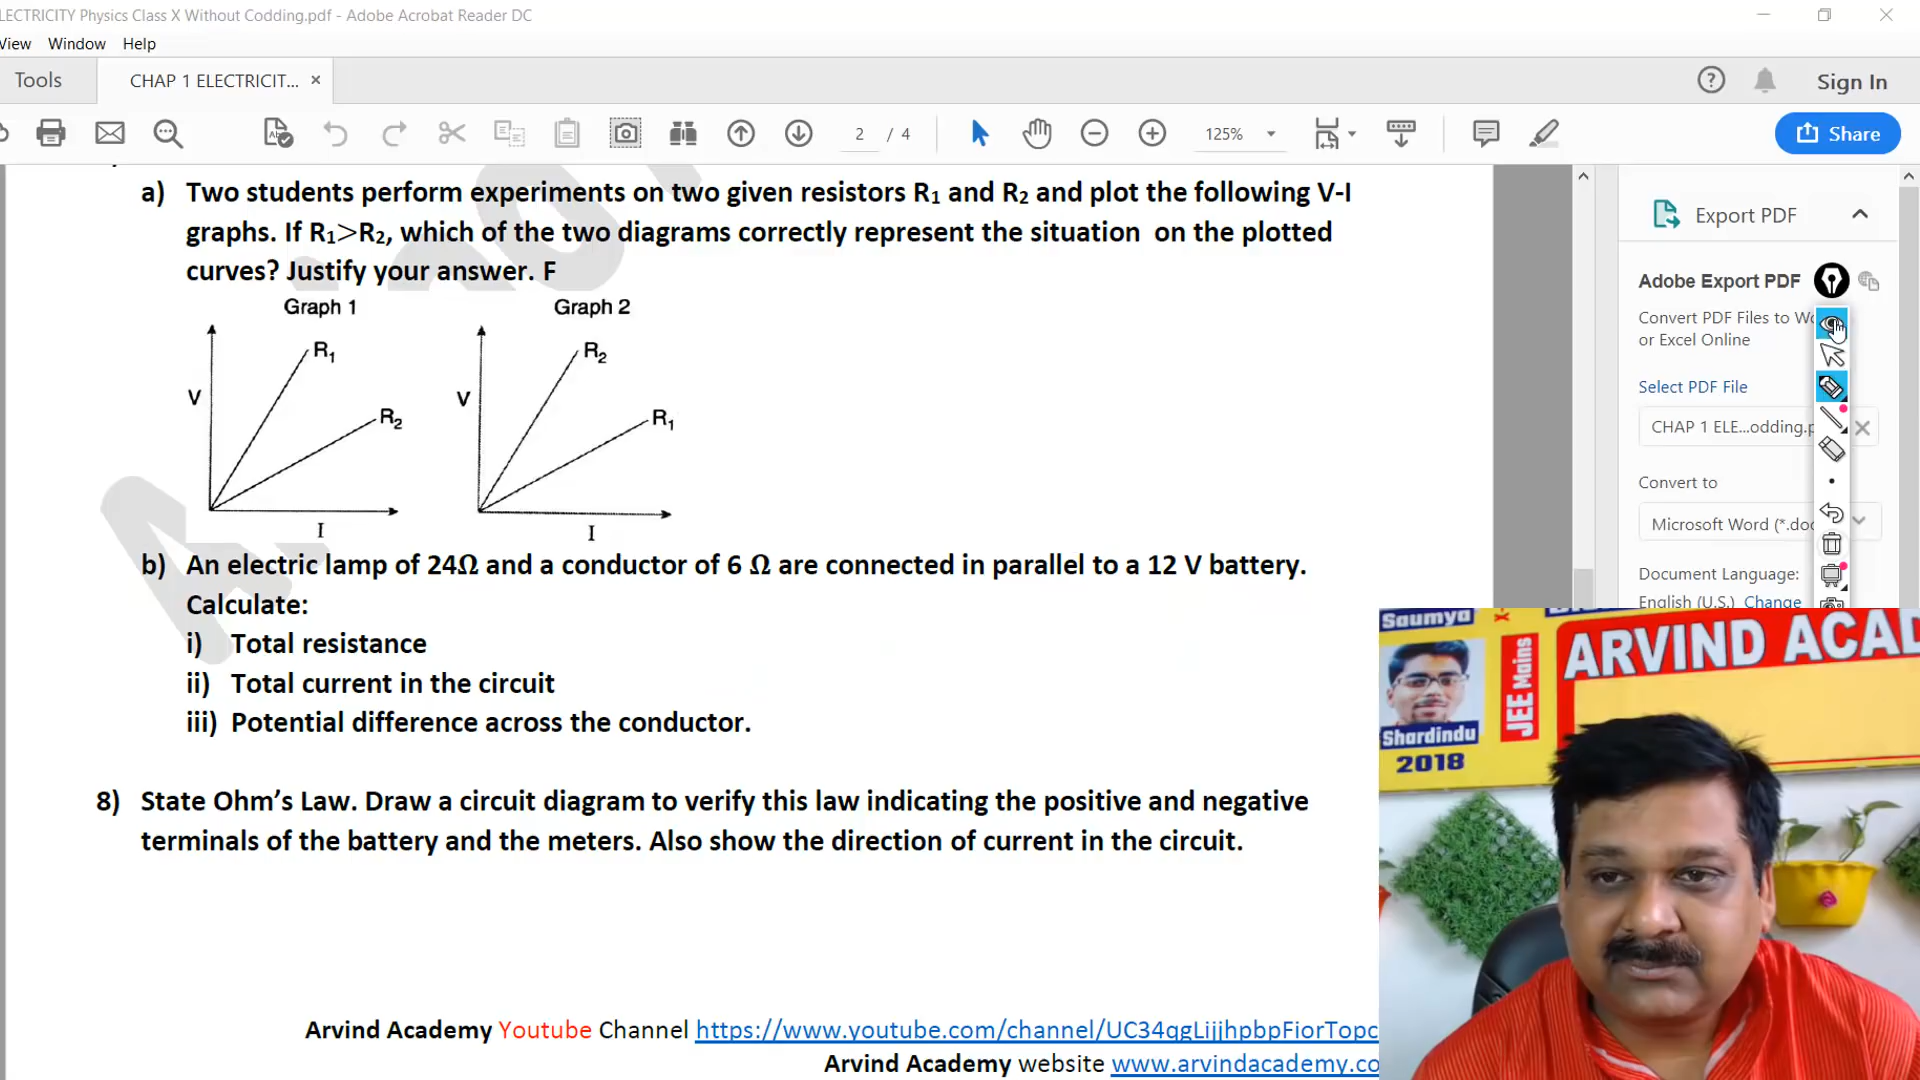 LECTRICITY Physics Class X Without Codding.pdf - Adobe Acrobat Reader DC
View Window Help
Tools
CHAP 1 ELECTRICIT... ×
Sign In
2 / 4
125%
Share
a) Two students perform experiments on two given resistors R₁ and R₂ and plot the following V-I
graphs. If R₁>R₂, which of the two diagrams correctly represent the situation on the plotted
curves? Justify your answer. F
Graph 1
R₁
V
R₂
I
Graph 2
R₂
V
R₁
I
b) An electric lamp of 24Ω and a conductor of 6 Ω are connected in parallel to a 12 V battery.
Calculate:
i) Total resistance
ii) Total current in the circuit
iii) Potential difference across the conductor.
8) State Ohm's Law. Draw a circuit diagram to verify this law indicating the positive and negative
terminals of the battery and the meters. Also show the direction of current in the circuit.
Arvind Academy Youtube Channel https://www.youtube.com/channel/UC34qgLijjhpbpFiorTopc
Arvind Academy website www.arvindacademy.co
Export PDF
Adobe Export PDF
Convert PDF Files to Wo
or Excel Online
Select PDF File
CHAP 1 ELE...odding.p
Convert to
Microsoft Word (*.doc
Document Language:
English (U.S.) Change
Saumya
ARVIND ACAD
JEE Mains
Shardindu
2018